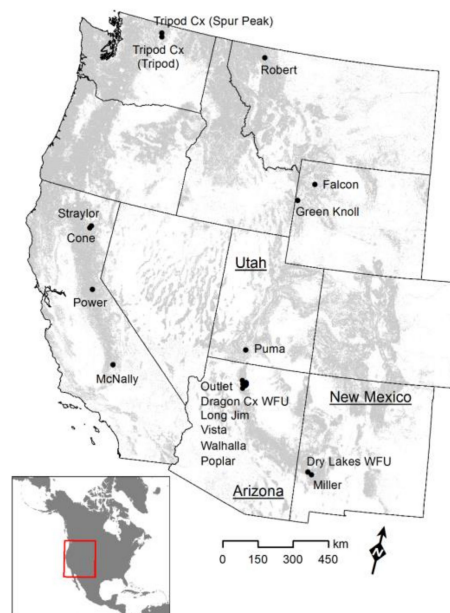 Tripod Cx (Spur Peak)
Tripod Cx
(Tripod)
Robert
Falcon
Green Knoll
Straylor
Cone
Utah
Power
Puma
McNally
Outlet
Dragon Cx WFU
Long Jim
Vista
Walhalla
Poplar
New Mexico
Dry Lakes WFU
Miller
Arizona
N
0 150 300 450 km